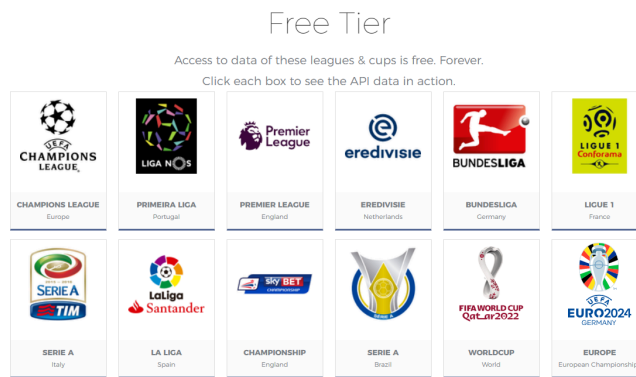 Free Tier
Access to data of these leagues & cups is free. Forever.
Click each box to see the API data in action.
UEFA
CHAMPIONS
LEAGUE
CHAMPIONS LEAGUE
Europe
LIGA NOS
PRIMEIRA LIGA
Portugal
Premier
League
PREMIER LEAGUE
England
eredivisie
EREDIVISIE
Netherlands
BUNDESLIGA
BUNDESLIGA
Germany
LIGUE 1
Conforama
LIGUE 1
France
SERIE A
TIM
SERIE A
Italy
LaLiga
Santander
LA LIGA
Spain
sky BET
CHAMPIONSHIP
CHAMPIONSHIP
England
SERIE A
Brazil
FIFA WORLD CUP
Qatar2022
WORLDCUP
World
UEFA
EURO2024
GERMANY
EUROPE
European Championship